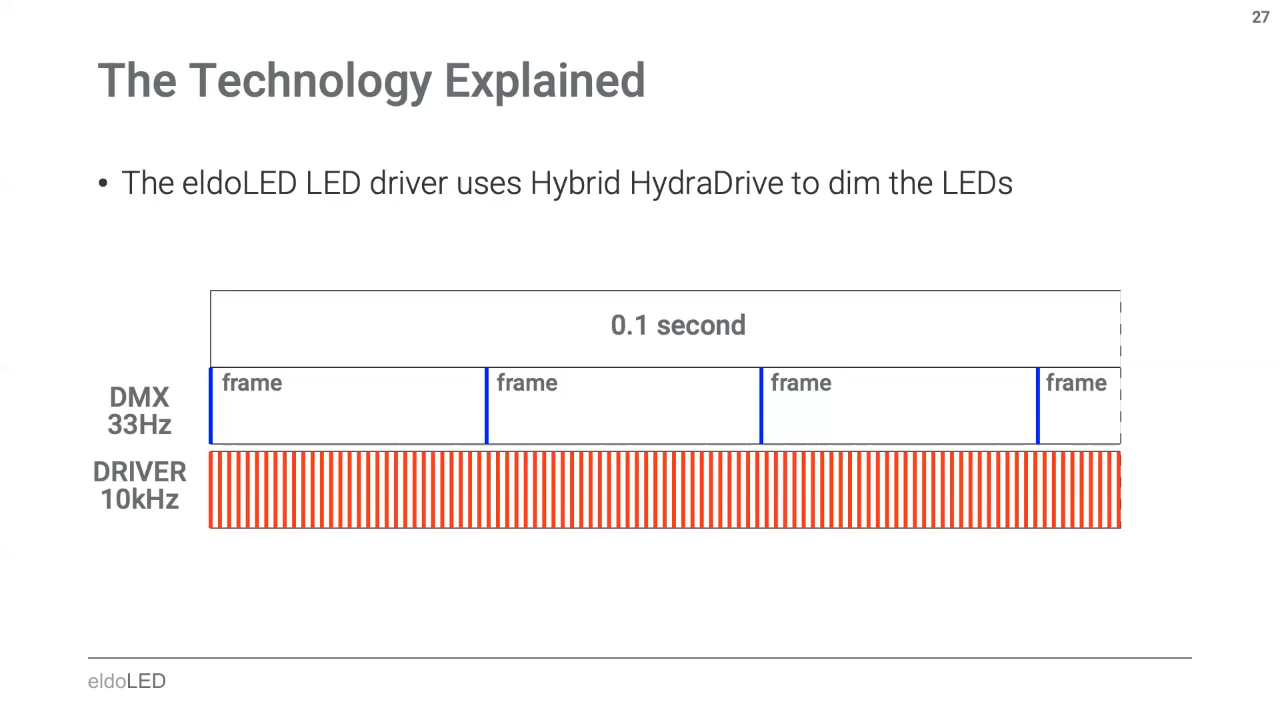 27
The Technology Explained
• The eldoLED LED driver uses Hybrid HydraDrive to dim the LEDs
0.1 second
DMX
33Hz
frame frame frame frame
DRIVER
10kHz
eldoLED